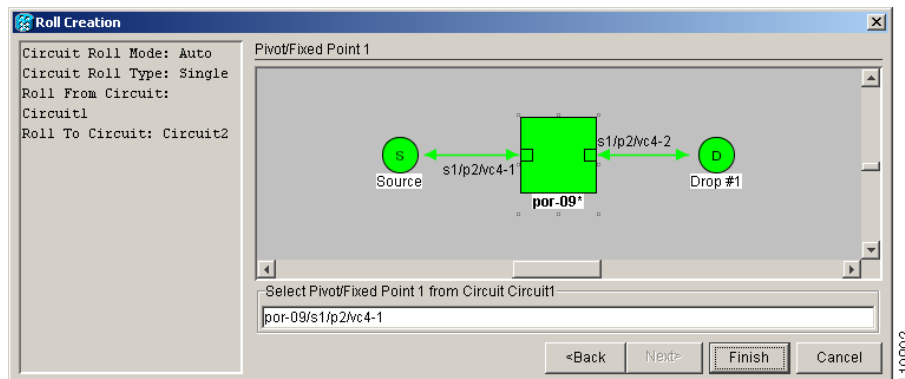 Roll Creation
Circuit Roll Mode: Auto
Circuit Roll Type: Single
Roll From Circuit:
Circuit1
Roll To Circuit: Circuit2
Pivot/Fixed Point 1
S
Source
s1/p2/vc4-1
por-09*
s1/p2/vc4-2
D
Drop #1
Select Pivot/Fixed Point 1 from Circuit Circuit1
por-09/s1/p2/vc4-1
<Back
Next>
Finish
Cancel